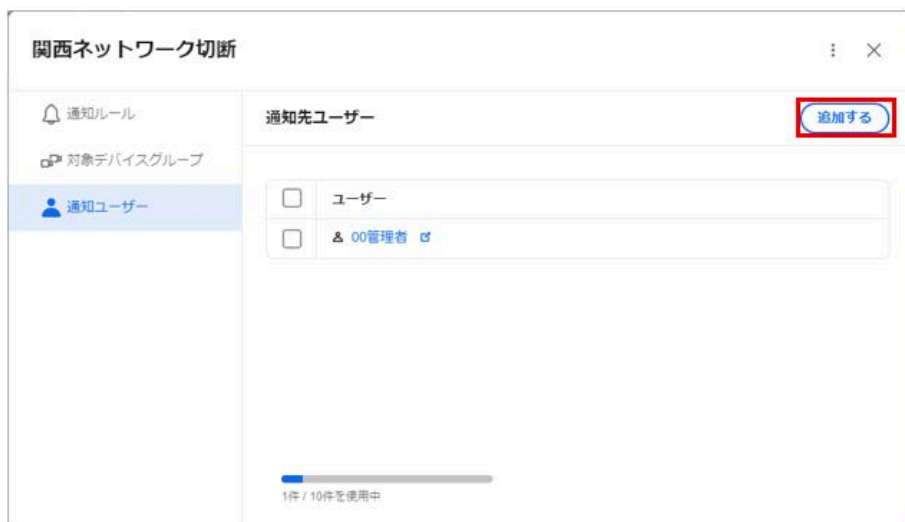 関西ネットワーク切断
通知ルール
対象デバイスグループ
通知ユーザー
通知先ユーザー
追加する
ユーザー
00管理者
1件 / 10件を使用中